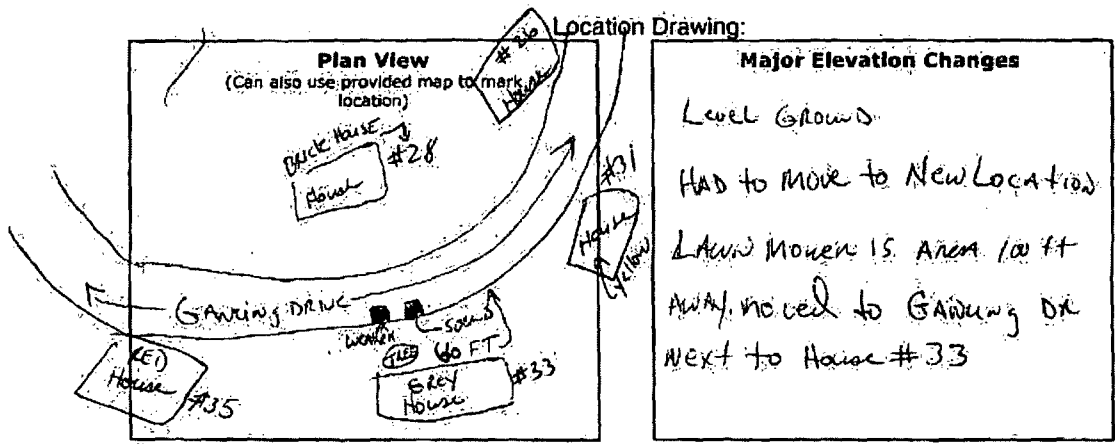 Location Drawing:
Plan View
(Can also use provided map to mark
location)
#26
House
BRICK HOUSE
#28
House
#31
House
Yellow
DRIVE
SOUND
TREE
60 FT
GREY
House
#33
RED
House
#35
Major Elevation Changes
Level GROUND
HAD to MOVE to New LOCATION
LAWN MOWER IS AREA 100 ft
AWAY. moved to DR
NEXT to House #33